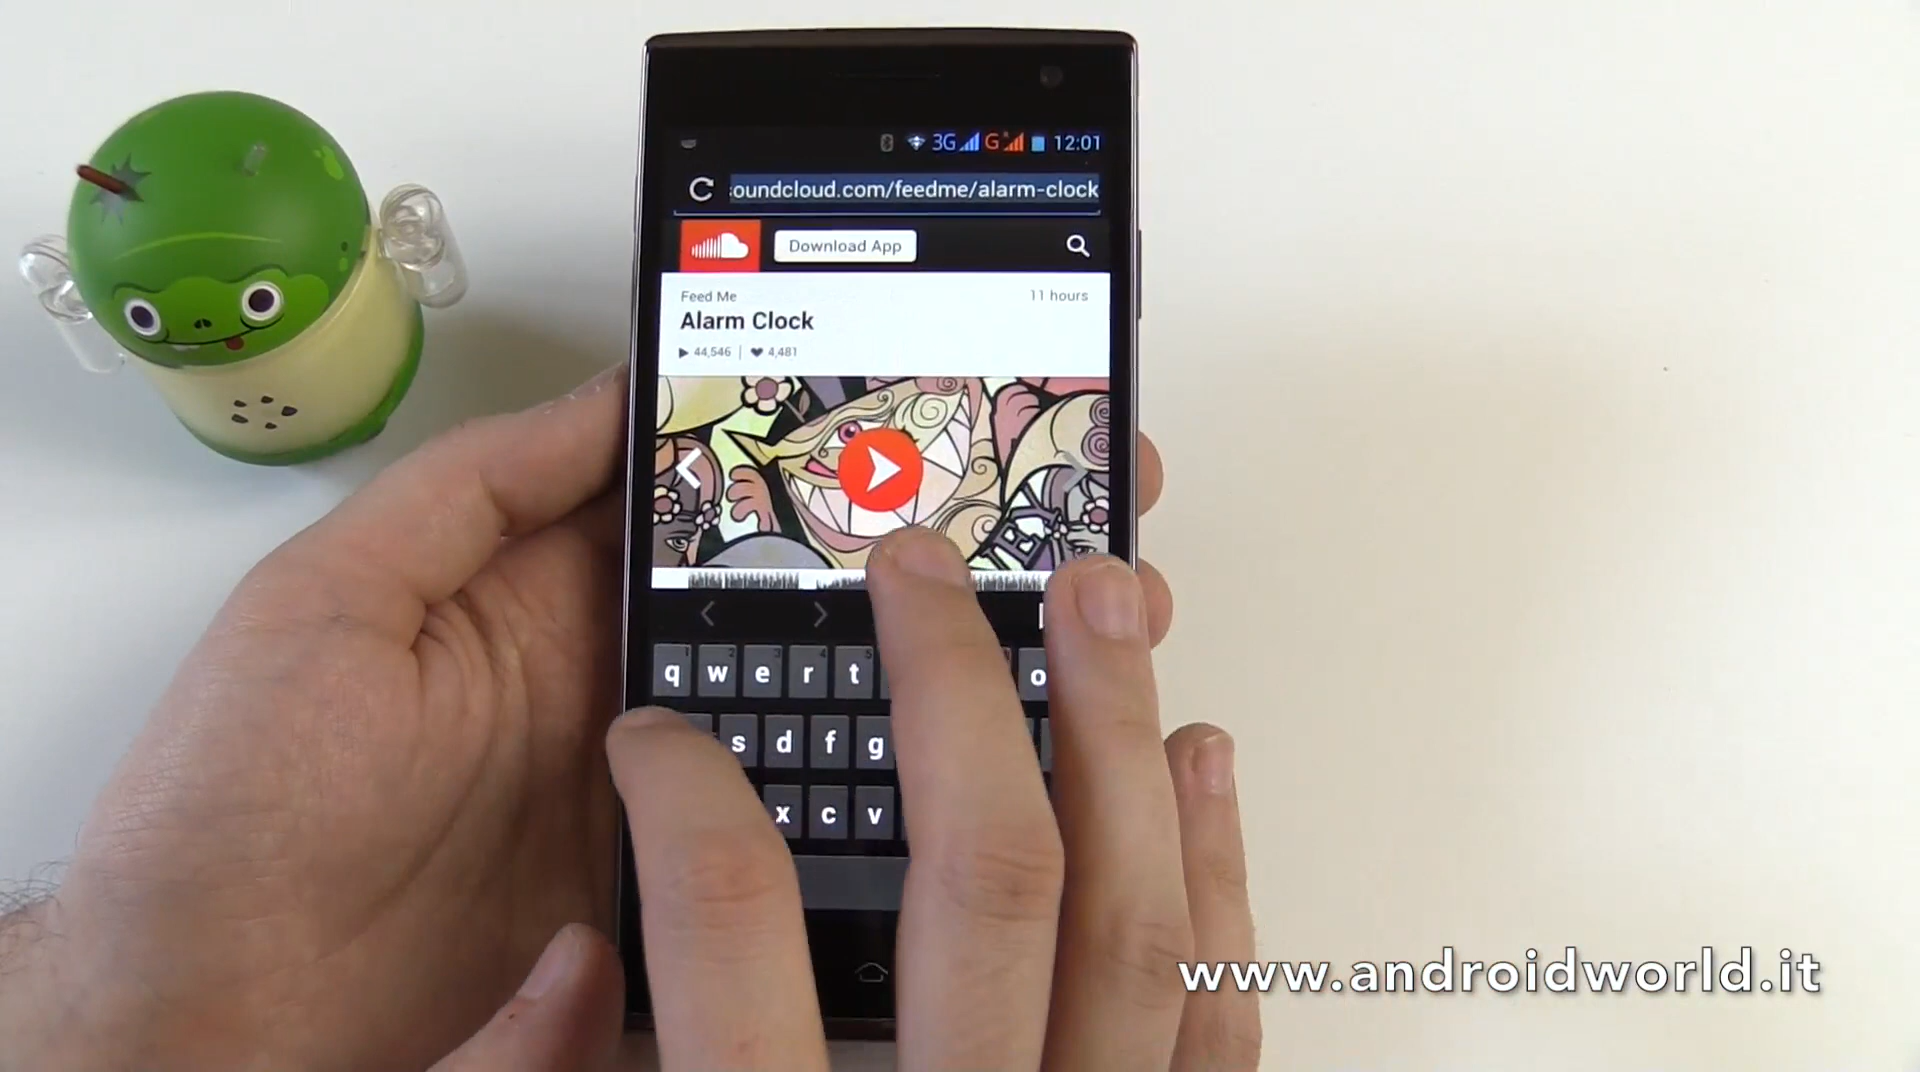 3G G 12:01
oundcloud.com/feedme/alarm-clock
Download App
Feed Me 11 hours
Alarm Clock
44,546 | 4,481
q w e r t o
s d f g
x c v
www.androidworld.it